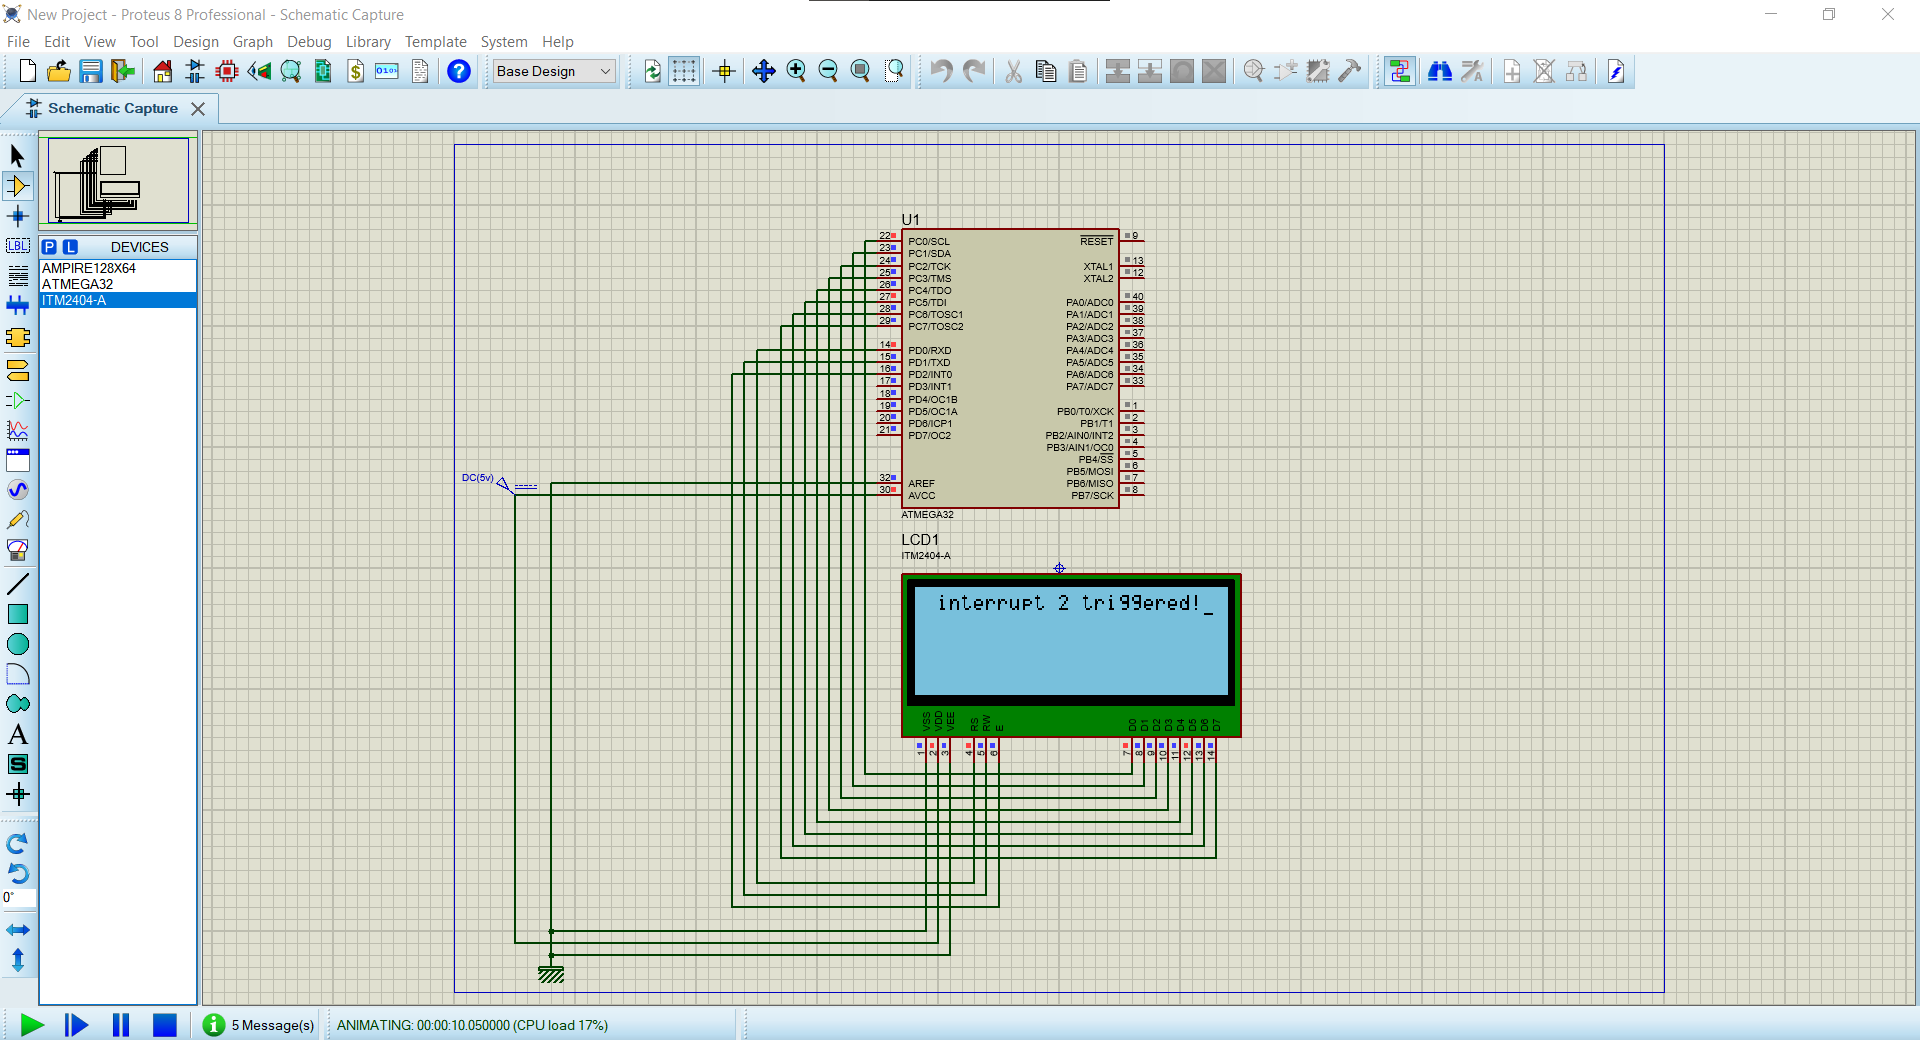 New Project - Proteus 8 Professional - Schematic Capture
File Edit View Tool Design Graph Debug Library Template System Help
Base Design
Schematic Capture
P L DEVICES
AMPIRE128X64
ATMEGA32
ITM2404-A
LBL
A
S
0°
DC(5v)
U1
22 PC0/SCL
23 PC1/SDA
24 PC2/TCK
25 PC3/TMS
26 PC4/TDO
27 PC5/TDI
28 PC6/TOSC1
29 PC7/TOSC2
14 PD0/RXD
15 PD1/TXD
16 PD2/INT0
17 PD3/INT1
18 PD4/OC1B
19 PD5/OC1A
20 PD6/ICP1
21 PD7/OC2
32 AREF
30 AVCC
RESET 9
XTAL1 13
XTAL2 12
PA0/ADC0 40
PA1/ADC1 39
PA2/ADC2 38
PA3/ADC3 37
PA4/ADC4 36
PA5/ADC5 35
PA6/ADC6 34
PA7/ADC7 33
PB0/T0/XCK 1
PB1/T1 2
PB2/AIN0/INT2 3
PB3/AIN1/OC0 4
PB4/SS 5
PB5/MOSI 6
PB6/MISO 7
PB7/SCK 8
ATMEGA32
LCD1
ITM2404-A
interrupt 2 triggered!_
VSS VDD VEE RS RW E D0 D1 D2 D3 D4 D5 D6 D7
1 2 3 4 5 6 7 8 9 10 11 12 13 14
5 Message(s)
ANIMATING: 00:00:10.050000 (CPU load 17%)